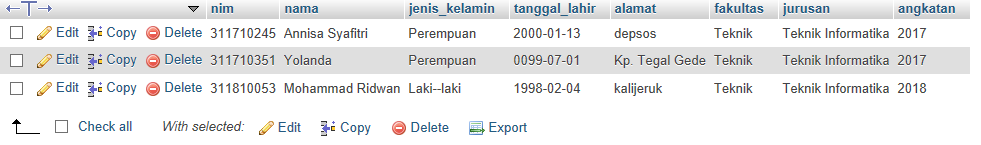 nim nama jenis_kelamin tanggal_lahir alamat fakultas jurusan angkatan
Edit Copy Delete 311710245 Annisa Syafitri Perempuan 2000-01-13 depsos Teknik Teknik Informatika 2017
Edit Copy Delete 311710351 Yolanda Perempuan 0099-07-01 Kp. Tegal Gede Teknik Teknik Informatika 2017
Edit Copy Delete 311810053 Mohammad Ridwan Laki--laki 1998-02-04 kalijeruk Teknik Teknik Informatika 2018
Check all With selected: Edit Copy Delete Export